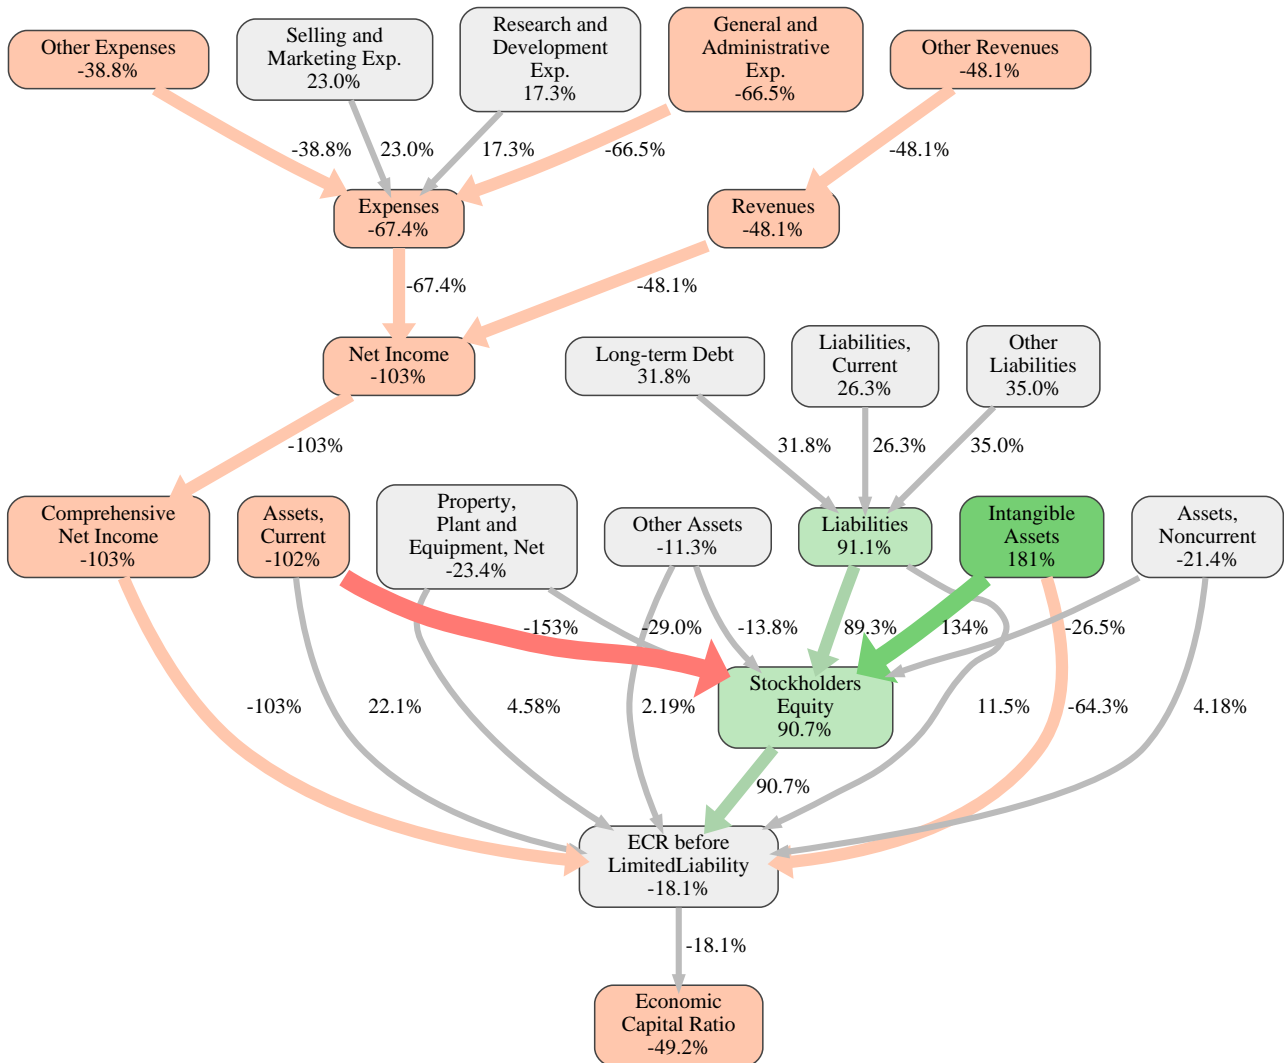 Other Expenses
-38.8%
Selling and
Marketing Exp.
23.0%
Research and
Development
Exp.
17.3%
General and
Administrative
Exp.
-66.5%
Other Revenues
-48.1%
-38.8%
23.0%
17.3%
-66.5%
-48.1%
Expenses
-67.4%
Revenues
-48.1%
-67.4%
-48.1%
Net Income
-103%
Long-term Debt
31.8%
Liabilities,
Current
26.3%
Other
Liabilities
35.0%
-103%
31.8%
26.3%
35.0%
Comprehensive
Net Income
-103%
Assets,
Current
-102%
Property,
Plant and
Equipment, Net
-23.4%
Other Assets
-11.3%
Liabilities
91.1%
Intangible
Assets
181%
Assets,
Noncurrent
-21.4%
-153%
-29.0%
-13.8%
89.3%
134%
-26.5%
Stockholders
Equity
90.7%
-103%
22.1%
4.58%
2.19%
11.5%
-64.3%
4.18%
90.7%
ECR before
LimitedLiability
-18.1%
-18.1%
Economic
Capital Ratio
-49.2%